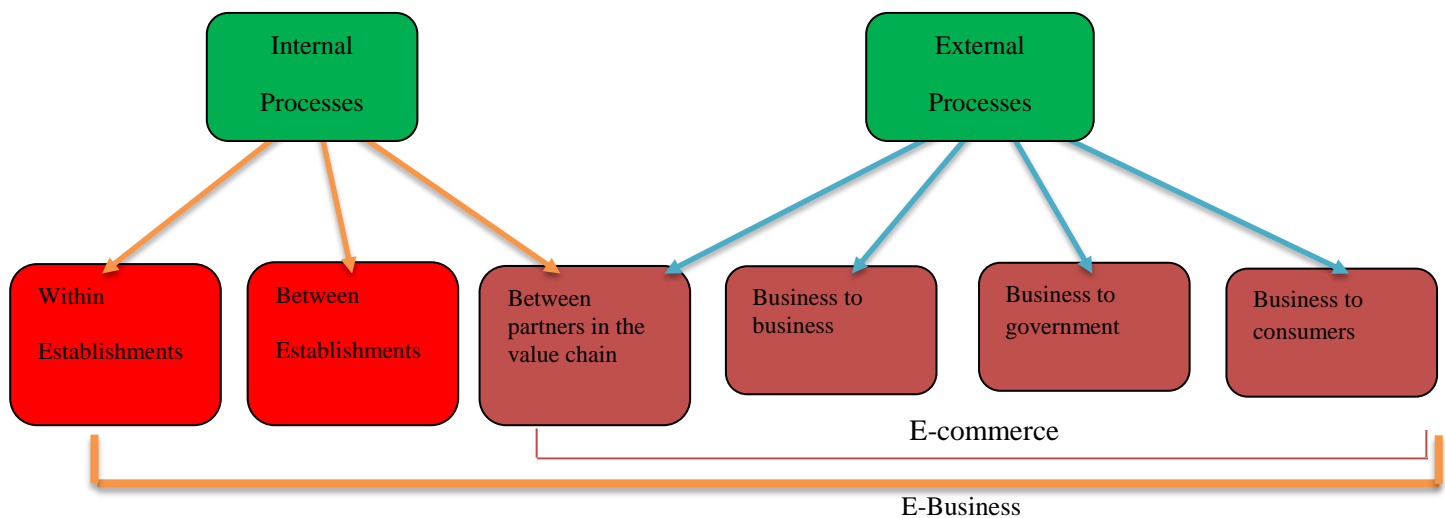 Internal
Processes
External
Processes
Within
Establishments
Between
Establishments
Between
partners in the
value chain
Business to
business
Business to
government
Business to
consumers
E-commerce
E-Business